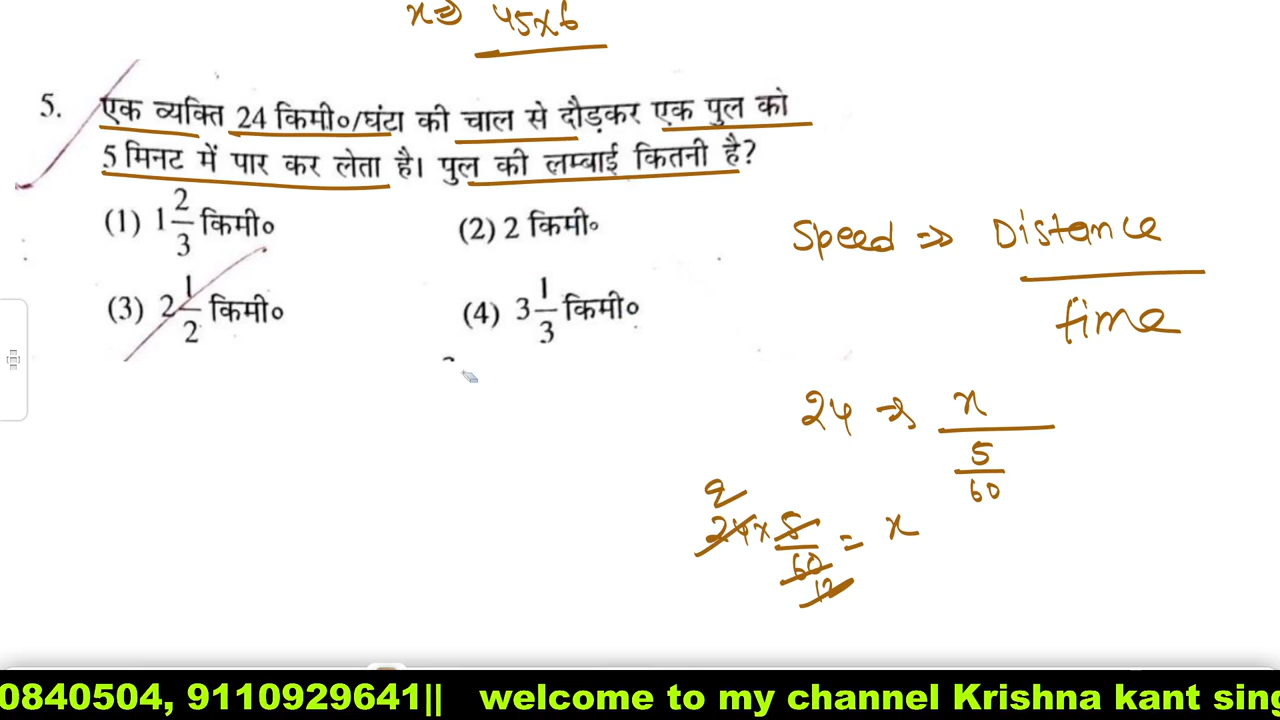 x ⇒ 45×6
5. एक व्यक्ति 24 किमी०/घंटा की चाल से दौड़कर एक पुल को
5 मिनट में पार कर लेता है। पुल की लम्बाई कितनी है?
(1) 1 2/3 किमी० (2) 2 किमी०
(3) 2 1/2 किमी० (4) 3 1/3 किमी०
Speed ⇒ Distance
time
24 ⇒ x
5
60
2
24 × 5 = x
60
12
0840504, 9110929641|| welcome to my channel Krishna kant sing